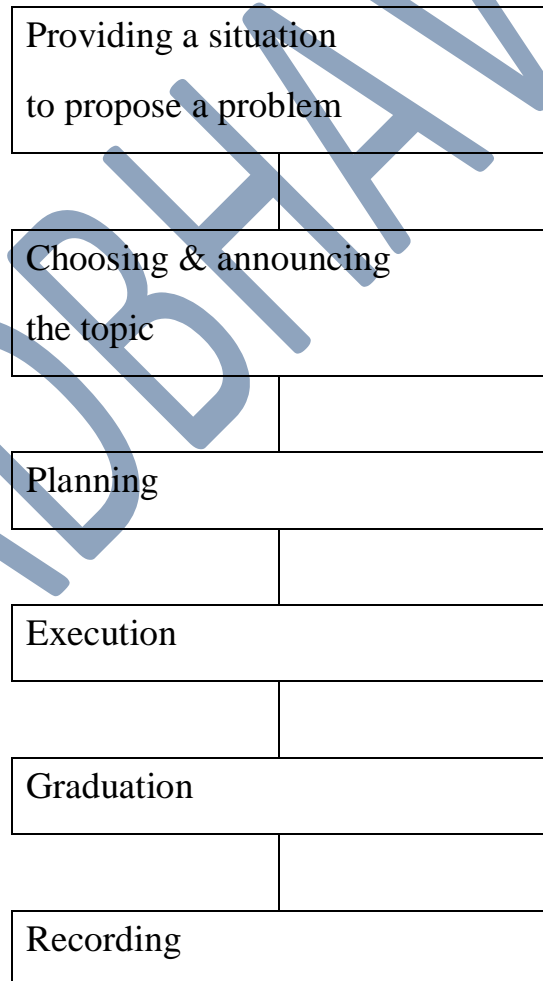 Providing a situation
to propose a problem
Choosing & announcing
the topic
Planning
Execution
Graduation
Recording